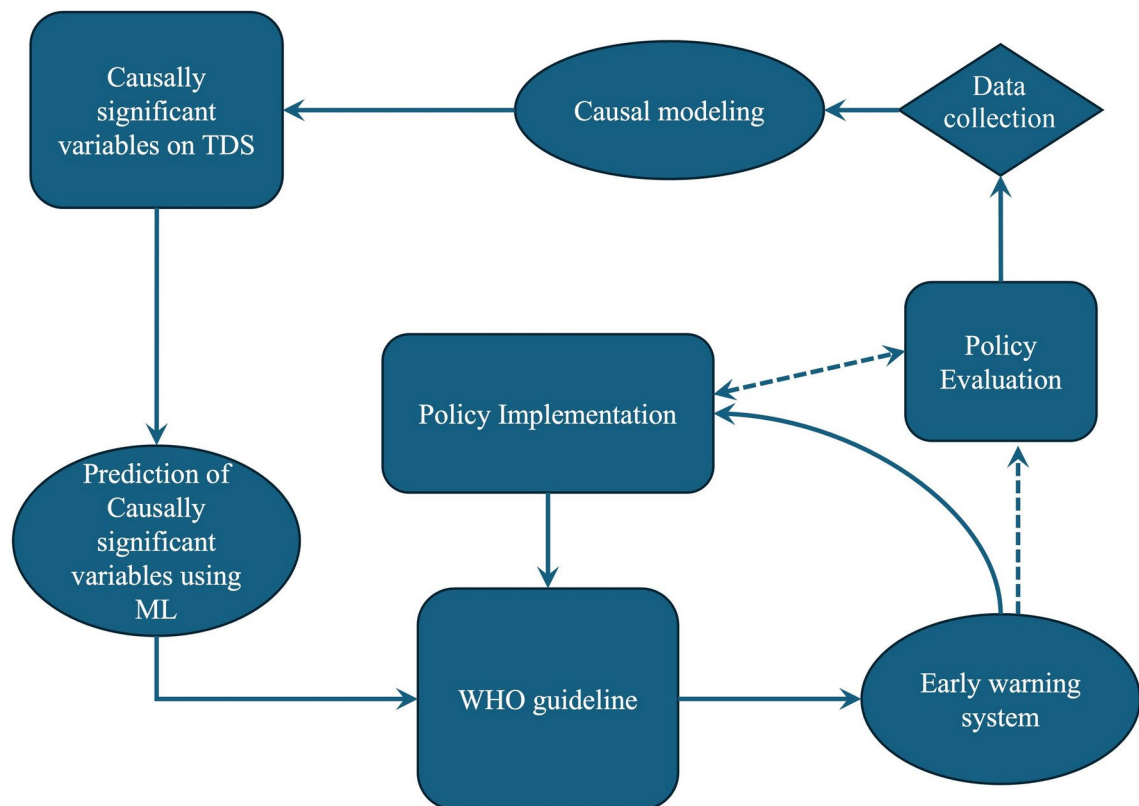 Causally
significant
variables on TDS
Causal modeling
Data
collection
Policy
Evaluation
Policy Implementation
Prediction of
Causally
significant
variables using
ML
WHO guideline
Early warning
system